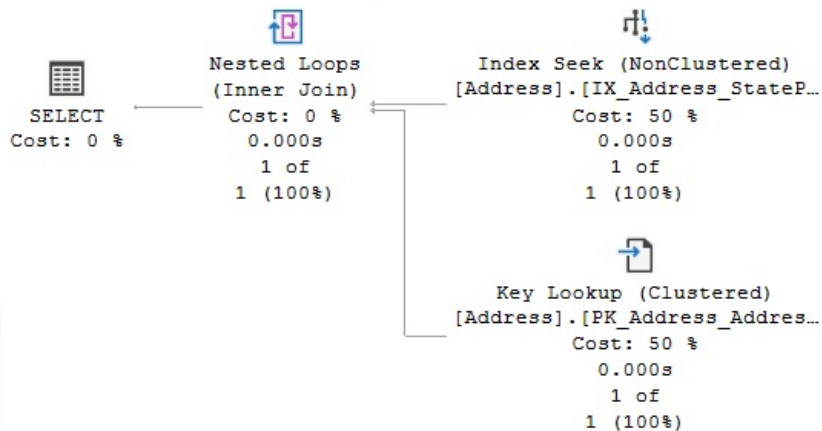 SELECT
Cost: 0 %
Nested Loops
(Inner Join)
Cost: 0 %
0.000s
1 of
1 (100%)
Index Seek (NonClustered)
[Address].[IX_Address_StateP…
Cost: 50 %
0.000s
1 of
1 (100%)
Key Lookup (Clustered)
[Address].[PK_Address_Addres…
Cost: 50 %
0.000s
1 of
1 (100%)